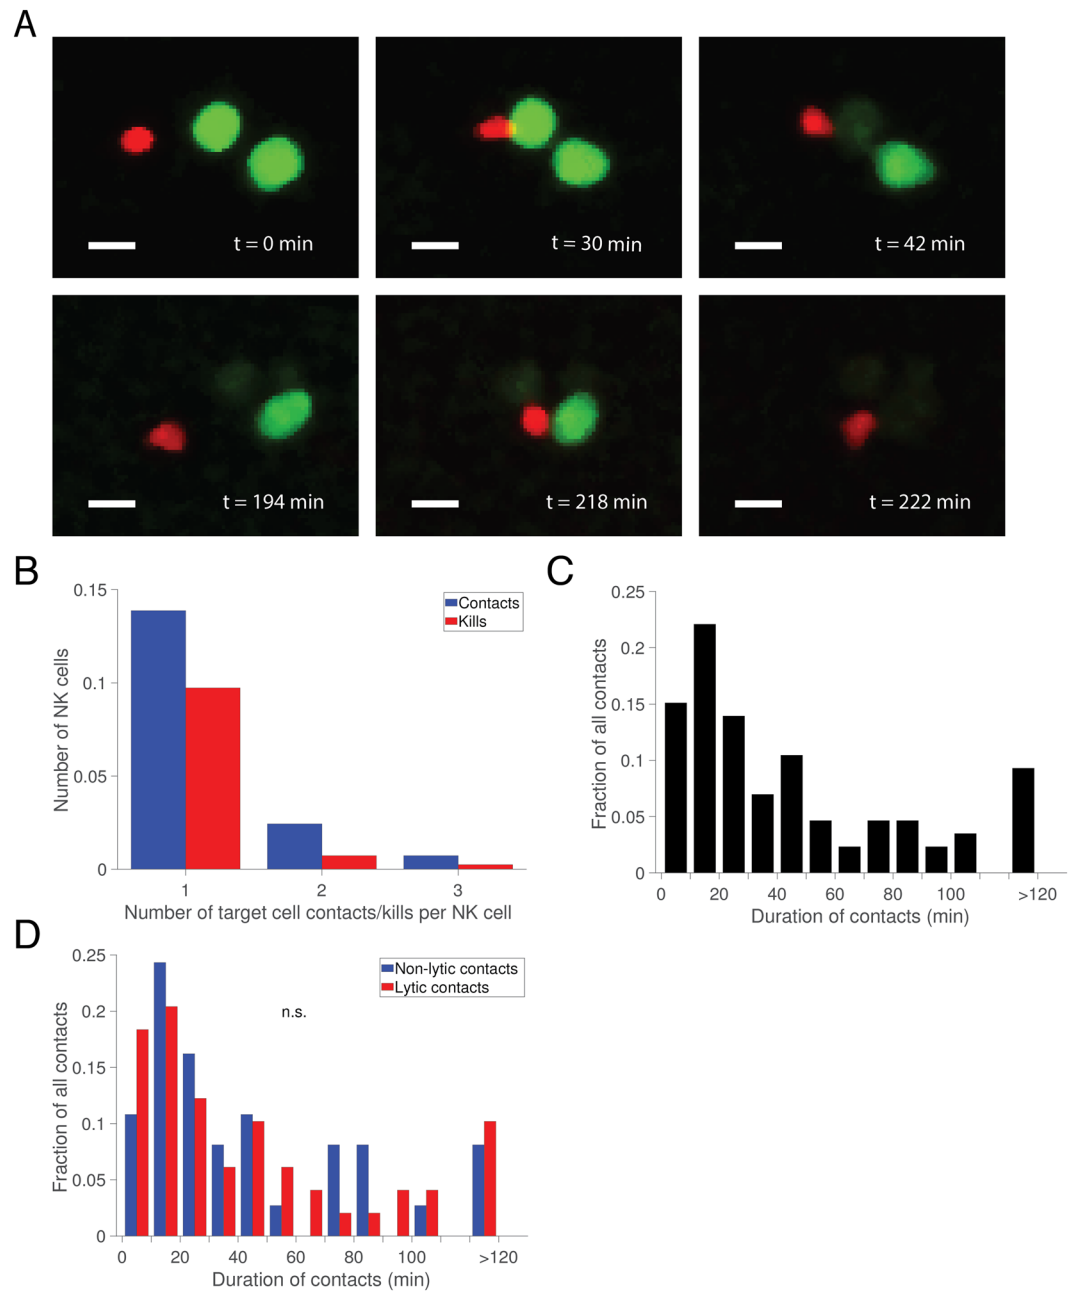 A
t = 0 min
t = 30 min
t = 42 min
t = 194 min
t = 218 min
t = 222 min
B
0.15
0.1
0.05
0
Number of NK cells
Contacts
Kills
1 2 3
Number of target cell contacts/kills per NK cell
C
0.25
0.2
0.15
0.1
0.05
0
Fraction of all contacts
0 20 40 60 80 100 >120
Duration of contacts (min)
D
0.25
0.2
0.15
0.1
0.05
0
Fraction of all contacts
Non-lytic contacts
Lytic contacts
n.s.
0 20 40 60 80 100 >120
Duration of contacts (min)